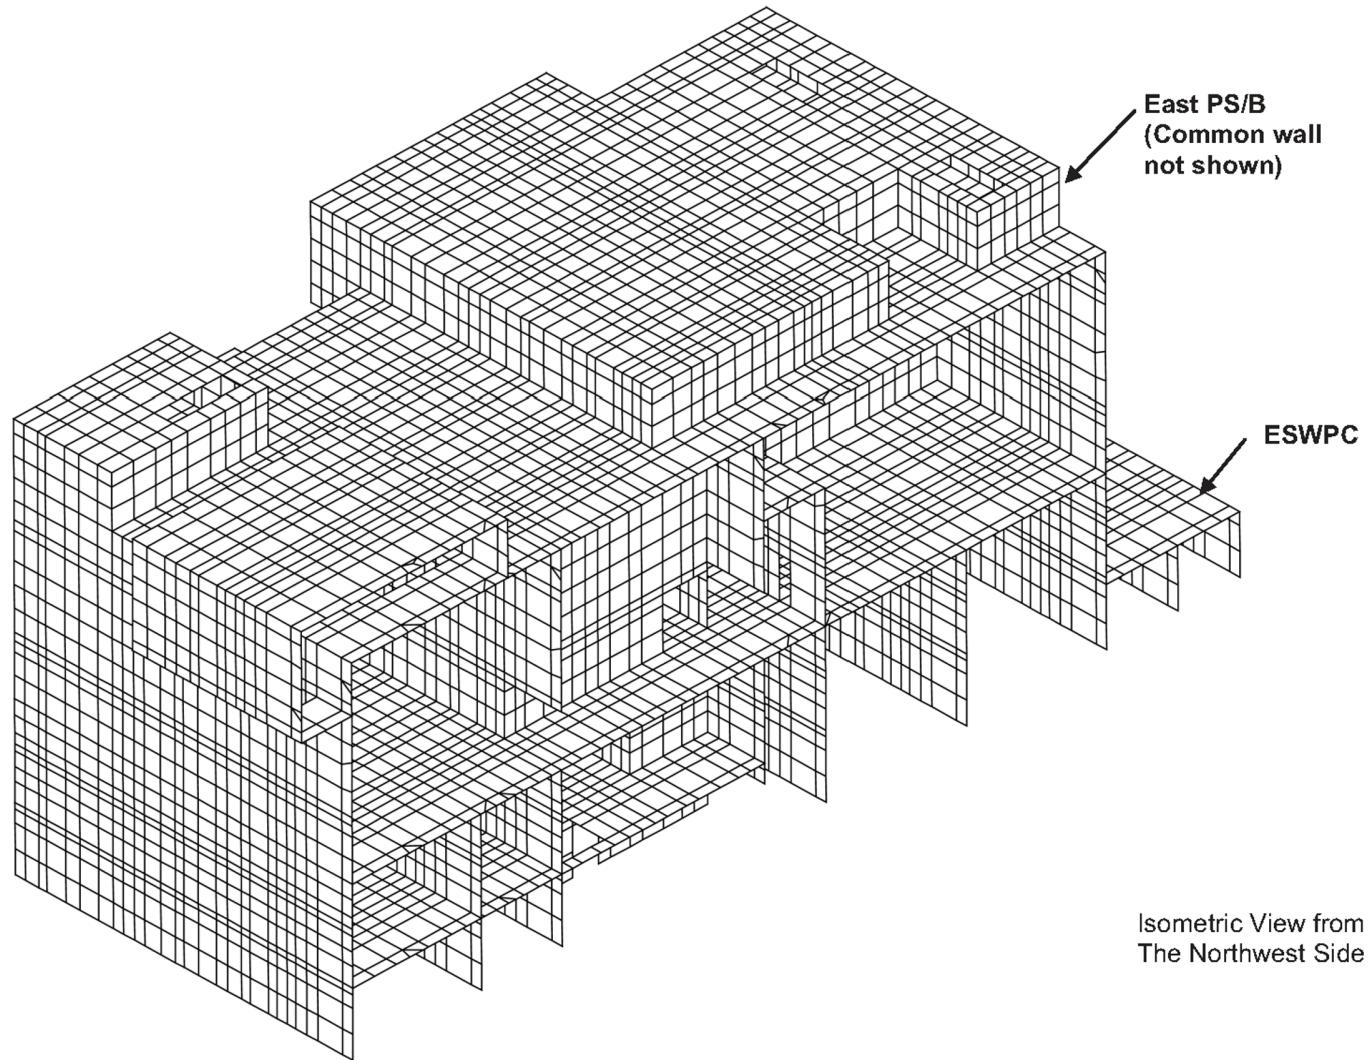 East PS/B
(Common wall
not shown)
ESWPC
Isometric View from
The Northwest Side